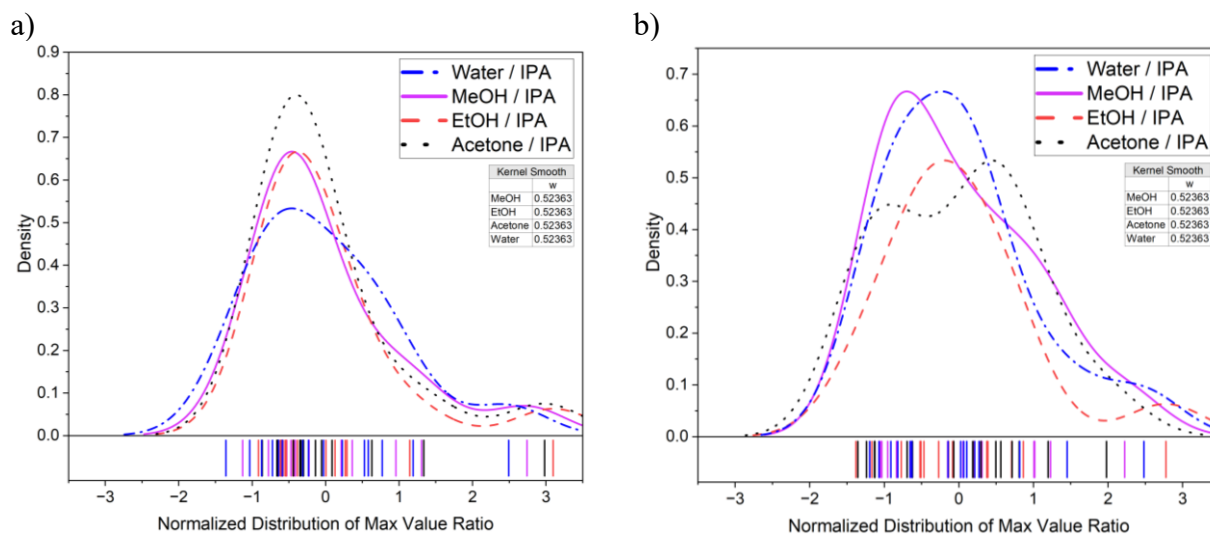 a)
Density
0.9
0.8
0.7
0.6
0.5
0.4
0.3
0.2
0.1
0.0
Water / IPA
MeOH / IPA
EtOH / IPA
Acetone / IPA
Kernel Smooth
w
MeOH 0.52363
EtOH 0.52363
Acetone 0.52363
Water 0.52363
−3 −2 −1 0 1 2 3
Normalized Distribution of Max Value Ratio
b)
Density
0.7
0.6
0.5
0.4
0.3
0.2
0.1
0.0
Water / IPA
MeOH / IPA
EtOH / IPA
Acetone / IPA
Kernel Smooth
w
MeOH 0.52363
EtOH 0.52363
Acetone 0.52363
Water 0.52363
−3 −2 −1 0 1 2 3
Normalized Distribution of Max Value Ratio